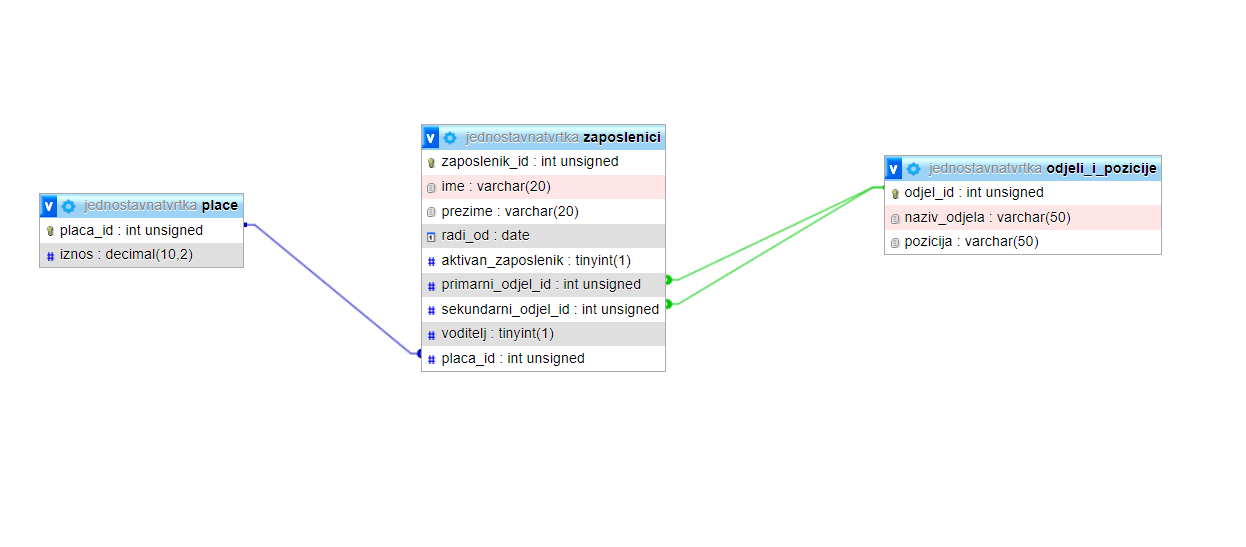 v jednostavnatvrtka place
placa_id : int unsigned
# iznos : decimal(10,2)
v jednostavnatvrtka zaposlenici
zaposlenik_id : int unsigned
ime : varchar(20)
prezime : varchar(20)
radi_od : date
# aktivan_zaposlenik : tinyint(1)
# primarni_odjel_id : int unsigned
# sekundarni_odjel_id : int unsigned
# voditelj : tinyint(1)
# placa_id : int unsigned
v jednostavnatvrtka odjeli_i_pozicije
odjel_id : int unsigned
naziv_odjela : varchar(50)
pozicija : varchar(50)